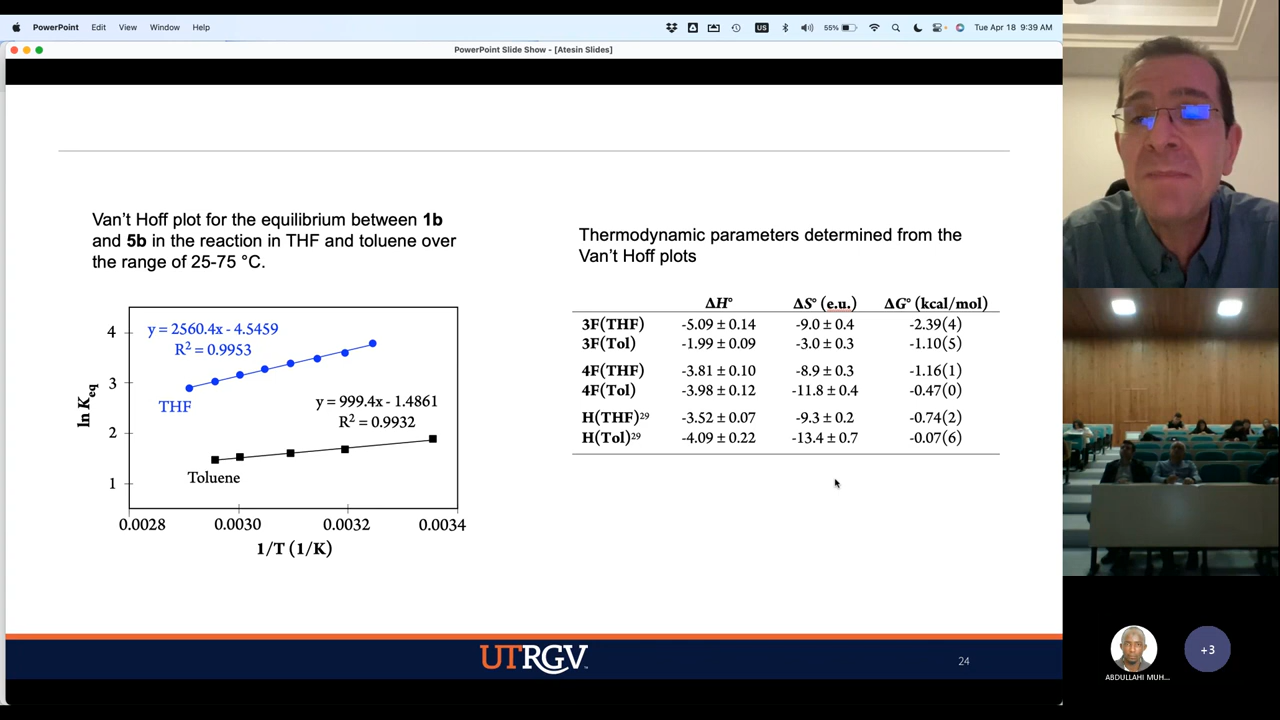 PowerPoint Edit View Window Help
US 55% Tue Apr 18 9:39 AM
PowerPoint Slide Show - [Atesin Slides]
Van't Hoff plot for the equilibrium between 1b
and 5b in the reaction in THF and toluene over
the range of 25-75 °C.
ln Keq
4
3
2
1
y = 2560.4x - 4.5459
R² = 0.9953
THF
y = 999.4x - 1.4861
R² = 0.9932
Toluene
0.0028 0.0030 0.0032 0.0034
1/T (1/K)
Thermodynamic parameters determined from the
Van't Hoff plots
ΔH° ΔS° (e.u.) ΔG° (kcal/mol)
3F(THF) -5.09 ± 0.14 -9.0 ± 0.4 -2.39(4)
3F(Tol) -1.99 ± 0.09 -3.0 ± 0.3 -1.10(5)
4F(THF) -3.81 ± 0.10 -8.9 ± 0.3 -1.16(1)
4F(Tol) -3.98 ± 0.12 -11.8 ± 0.4 -0.47(0)
H(THF)²⁹ -3.52 ± 0.07 -9.3 ± 0.2 -0.74(2)
H(Tol)²⁹ -4.09 ± 0.22 -13.4 ± 0.7 -0.07(6)
UTRGV
24
+3
ABDULLAHI MUH...